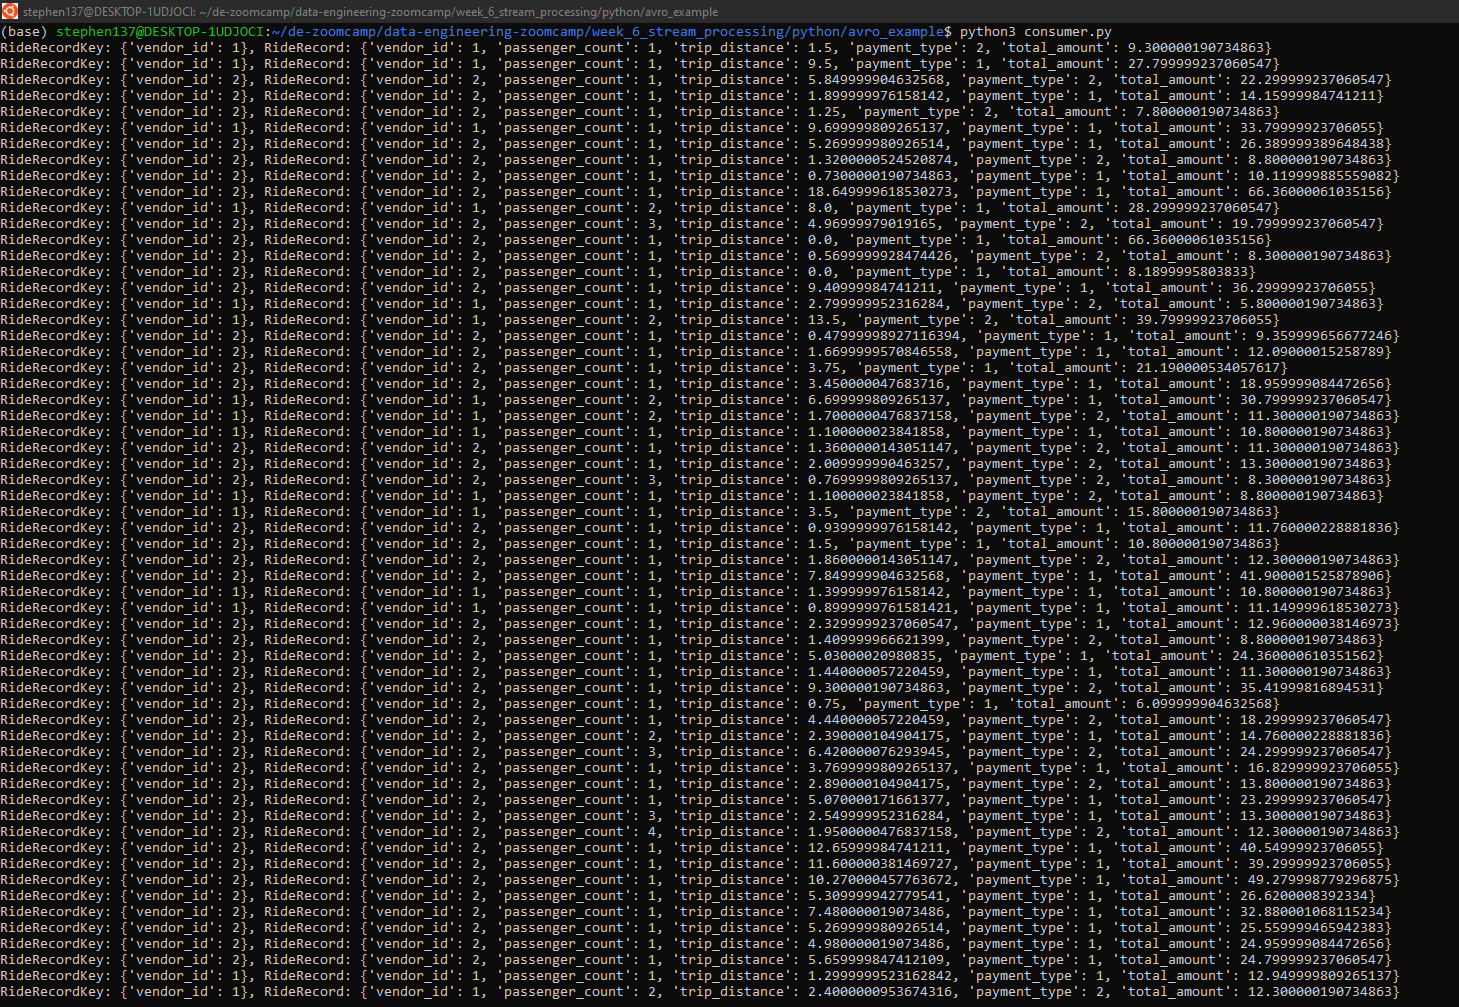 stephen137@DESKTOP-1UDJOCI: ~/de-zoomcamp/data-engineering-zoomcamp/week_6_stream_processing/python/avro_example
(base) stephen137@DESKTOP-1UDJOCI:~/de-zoomcamp/data-engineering-zoomcamp/week_6_stream_processing/python/avro_example$ python3 consumer.py
RideRecordKey: {'vendor_id': 1}, RideRecord: {'vendor_id': 1, 'passenger_count': 1, 'trip_distance': 1.5, 'payment_type': 2, 'total_amount': 9.300000190734863}
RideRecordKey: {'vendor_id': 1}, RideRecord: {'vendor_id': 1, 'passenger_count': 1, 'trip_distance': 9.5, 'payment_type': 1, 'total_amount': 27.799999237060547}
RideRecordKey: {'vendor_id': 2}, RideRecord: {'vendor_id': 2, 'passenger_count': 1, 'trip_distance': 5.849999904632568, 'payment_type': 2, 'total_amount': 22.299999237060547}
RideRecordKey: {'vendor_id': 2}, RideRecord: {'vendor_id': 2, 'passenger_count': 1, 'trip_distance': 1.899999976158142, 'payment_type': 1, 'total_amount': 14.15999984741211}
RideRecordKey: {'vendor_id': 2}, RideRecord: {'vendor_id': 2, 'passenger_count': 1, 'trip_distance': 1.25, 'payment_type': 2, 'total_amount': 7.800000190734863}
RideRecordKey: {'vendor_id': 1}, RideRecord: {'vendor_id': 1, 'passenger_count': 1, 'trip_distance': 9.699999809265137, 'payment_type': 1, 'total_amount': 33.79999923706055}
RideRecordKey: {'vendor_id': 2}, RideRecord: {'vendor_id': 2, 'passenger_count': 1, 'trip_distance': 5.269999980926514, 'payment_type': 1, 'total_amount': 26.389999389648438}
RideRecordKey: {'vendor_id': 2}, RideRecord: {'vendor_id': 2, 'passenger_count': 1, 'trip_distance': 1.3200000524520874, 'payment_type': 2, 'total_amount': 8.800000190734863}
RideRecordKey: {'vendor_id': 2}, RideRecord: {'vendor_id': 2, 'passenger_count': 1, 'trip_distance': 0.7300000190734863, 'payment_type': 1, 'total_amount': 10.119999885559082}
RideRecordKey: {'vendor_id': 2}, RideRecord: {'vendor_id': 2, 'passenger_count': 1, 'trip_distance': 18.649999618530273, 'payment_type': 1, 'total_amount': 66.36000061035156}
RideRecordKey: {'vendor_id': 1}, RideRecord: {'vendor_id': 1, 'passenger_count': 2, 'trip_distance': 8.0, 'payment_type': 1, 'total_amount': 28.299999237060547}
RideRecordKey: {'vendor_id': 2}, RideRecord: {'vendor_id': 2, 'passenger_count': 3, 'trip_distance': 4.96999979019165, 'payment_type': 2, 'total_amount': 19.799999237060547}
RideRecordKey: {'vendor_id': 2}, RideRecord: {'vendor_id': 2, 'passenger_count': 1, 'trip_distance': 0.0, 'payment_type': 1, 'total_amount': 66.36000061035156}
RideRecordKey: {'vendor_id': 2}, RideRecord: {'vendor_id': 2, 'passenger_count': 1, 'trip_distance': 0.5699999928474426, 'payment_type': 2, 'total_amount': 8.300000190734863}
RideRecordKey: {'vendor_id': 2}, RideRecord: {'vendor_id': 2, 'passenger_count': 1, 'trip_distance': 0.0, 'payment_type': 1, 'total_amount': 8.1899995803833}
RideRecordKey: {'vendor_id': 2}, RideRecord: {'vendor_id': 2, 'passenger_count': 1, 'trip_distance': 9.40999984741211, 'payment_type': 1, 'total_amount': 36.29999923706055}
RideRecordKey: {'vendor_id': 1}, RideRecord: {'vendor_id': 1, 'passenger_count': 1, 'trip_distance': 2.799999952316284, 'payment_type': 2, 'total_amount': 5.800000190734863}
RideRecordKey: {'vendor_id': 1}, RideRecord: {'vendor_id': 1, 'passenger_count': 2, 'trip_distance': 13.5, 'payment_type': 2, 'total_amount': 39.79999923706055}
RideRecordKey: {'vendor_id': 2}, RideRecord: {'vendor_id': 2, 'passenger_count': 1, 'trip_distance': 0.47999998927116394, 'payment_type': 1, 'total_amount': 9.359999656677246}
RideRecordKey: {'vendor_id': 2}, RideRecord: {'vendor_id': 2, 'passenger_count': 1, 'trip_distance': 1.6699999570846558, 'payment_type': 1, 'total_amount': 12.09000015258789}
RideRecordKey: {'vendor_id': 2}, RideRecord: {'vendor_id': 2, 'passenger_count': 1, 'trip_distance': 3.75, 'payment_type': 1, 'total_amount': 21.190000534057617}
RideRecordKey: {'vendor_id': 2}, RideRecord: {'vendor_id': 2, 'passenger_count': 1, 'trip_distance': 3.450000047683716, 'payment_type': 1, 'total_amount': 18.959999084472656}
RideRecordKey: {'vendor_id': 1}, RideRecord: {'vendor_id': 1, 'passenger_count': 2, 'trip_distance': 6.699999809265137, 'payment_type': 1, 'total_amount': 30.799999237060547}
RideRecordKey: {'vendor_id': 1}, RideRecord: {'vendor_id': 1, 'passenger_count': 2, 'trip_distance': 1.7000000476837158, 'payment_type': 2, 'total_amount': 11.300000190734863}
RideRecordKey: {'vendor_id': 1}, RideRecord: {'vendor_id': 1, 'passenger_count': 1, 'trip_distance': 1.100000023841858, 'payment_type': 1, 'total_amount': 10.800000190734863}
RideRecordKey: {'vendor_id': 2}, RideRecord: {'vendor_id': 2, 'passenger_count': 1, 'trip_distance': 1.3600000143051147, 'payment_type': 2, 'total_amount': 11.300000190734863}
RideRecordKey: {'vendor_id': 2}, RideRecord: {'vendor_id': 2, 'passenger_count': 1, 'trip_distance': 2.009999990463257, 'payment_type': 2, 'total_amount': 13.300000190734863}
RideRecordKey: {'vendor_id': 2}, RideRecord: {'vendor_id': 2, 'passenger_count': 3, 'trip_distance': 0.7699999809265137, 'payment_type': 2, 'total_amount': 8.300000190734863}
RideRecordKey: {'vendor_id': 1}, RideRecord: {'vendor_id': 1, 'passenger_count': 1, 'trip_distance': 1.100000023841858, 'payment_type': 2, 'total_amount': 8.800000190734863}
RideRecordKey: {'vendor_id': 1}, RideRecord: {'vendor_id': 1, 'passenger_count': 1, 'trip_distance': 3.5, 'payment_type': 2, 'total_amount': 15.800000190734863}
RideRecordKey: {'vendor_id': 2}, RideRecord: {'vendor_id': 2, 'passenger_count': 1, 'trip_distance': 0.9399999976158142, 'payment_type': 1, 'total_amount': 11.760000228881836}
RideRecordKey: {'vendor_id': 2}, RideRecord: {'vendor_id': 2, 'passenger_count': 1, 'trip_distance': 1.5, 'payment_type': 1, 'total_amount': 10.800000190734863}
RideRecordKey: {'vendor_id': 2}, RideRecord: {'vendor_id': 2, 'passenger_count': 1, 'trip_distance': 1.8600000143051147, 'payment_type': 2, 'total_amount': 12.300000190734863}
RideRecordKey: {'vendor_id': 2}, RideRecord: {'vendor_id': 2, 'passenger_count': 1, 'trip_distance': 7.849999904632568, 'payment_type': 1, 'total_amount': 41.900001525878906}
RideRecordKey: {'vendor_id': 1}, RideRecord: {'vendor_id': 1, 'passenger_count': 1, 'trip_distance': 1.399999976158142, 'payment_type': 1, 'total_amount': 10.800000190734863}
RideRecordKey: {'vendor_id': 1}, RideRecord: {'vendor_id': 1, 'passenger_count': 1, 'trip_distance': 0.8999999761581421, 'payment_type': 1, 'total_amount': 11.149999618530273}
RideRecordKey: {'vendor_id': 2}, RideRecord: {'vendor_id': 2, 'passenger_count': 1, 'trip_distance': 2.3299999237060547, 'payment_type': 1, 'total_amount': 12.960000038146973}
RideRecordKey: {'vendor_id': 2}, RideRecord: {'vendor_id': 2, 'passenger_count': 1, 'trip_distance': 1.409999966621399, 'payment_type': 2, 'total_amount': 8.800000190734863}
RideRecordKey: {'vendor_id': 2}, RideRecord: {'vendor_id': 2, 'passenger_count': 1, 'trip_distance': 5.03000020980835, 'payment_type': 1, 'total_amount': 24.360000610351562}
RideRecordKey: {'vendor_id': 2}, RideRecord: {'vendor_id': 2, 'passenger_count': 1, 'trip_distance': 1.440000057220459, 'payment_type': 1, 'total_amount': 11.300000190734863}
RideRecordKey: {'vendor_id': 2}, RideRecord: {'vendor_id': 2, 'passenger_count': 1, 'trip_distance': 9.300000190734863, 'payment_type': 2, 'total_amount': 35.41999816894531}
RideRecordKey: {'vendor_id': 2}, RideRecord: {'vendor_id': 2, 'passenger_count': 1, 'trip_distance': 0.75, 'payment_type': 1, 'total_amount': 6.099999904632568}
RideRecordKey: {'vendor_id': 2}, RideRecord: {'vendor_id': 2, 'passenger_count': 1, 'trip_distance': 4.440000057220459, 'payment_type': 2, 'total_amount': 18.299999237060547}
RideRecordKey: {'vendor_id': 2}, RideRecord: {'vendor_id': 2, 'passenger_count': 2, 'trip_distance': 2.390000104904175, 'payment_type': 1, 'total_amount': 14.760000228881836}
RideRecordKey: {'vendor_id': 2}, RideRecord: {'vendor_id': 2, 'passenger_count': 3, 'trip_distance': 6.420000076293945, 'payment_type': 2, 'total_amount': 24.299999237060547}
RideRecordKey: {'vendor_id': 2}, RideRecord: {'vendor_id': 2, 'passenger_count': 1, 'trip_distance': 3.7699999809265137, 'payment_type': 1, 'total_amount': 16.829999923706055}
RideRecordKey: {'vendor_id': 2}, RideRecord: {'vendor_id': 2, 'passenger_count': 1, 'trip_distance': 2.890000104904175, 'payment_type': 2, 'total_amount': 13.800000190734863}
RideRecordKey: {'vendor_id': 2}, RideRecord: {'vendor_id': 2, 'passenger_count': 1, 'trip_distance': 5.070000171661377, 'payment_type': 1, 'total_amount': 23.299999237060547}
RideRecordKey: {'vendor_id': 2}, RideRecord: {'vendor_id': 2, 'passenger_count': 3, 'trip_distance': 2.549999952316284, 'payment_type': 1, 'total_amount': 13.300000190734863}
RideRecordKey: {'vendor_id': 2}, RideRecord: {'vendor_id': 2, 'passenger_count': 4, 'trip_distance': 1.9500000476837158, 'payment_type': 2, 'total_amount': 12.300000190734863}
RideRecordKey: {'vendor_id': 2}, RideRecord: {'vendor_id': 2, 'passenger_count': 1, 'trip_distance': 12.65999984741211, 'payment_type': 1, 'total_amount': 40.54999923706055}
RideRecordKey: {'vendor_id': 2}, RideRecord: {'vendor_id': 2, 'passenger_count': 1, 'trip_distance': 11.600000381469727, 'payment_type': 1, 'total_amount': 39.29999923706055}
RideRecordKey: {'vendor_id': 2}, RideRecord: {'vendor_id': 2, 'passenger_count': 1, 'trip_distance': 10.270000457763672, 'payment_type': 1, 'total_amount': 49.279998779296875}
RideRecordKey: {'vendor_id': 2}, RideRecord: {'vendor_id': 2, 'passenger_count': 1, 'trip_distance': 5.309999942779541, 'payment_type': 1, 'total_amount': 26.6200008392334}
RideRecordKey: {'vendor_id': 2}, RideRecord: {'vendor_id': 2, 'passenger_count': 1, 'trip_distance': 7.480000019073486, 'payment_type': 1, 'total_amount': 32.880001068115234}
RideRecordKey: {'vendor_id': 2}, RideRecord: {'vendor_id': 2, 'passenger_count': 1, 'trip_distance': 5.269999980926514, 'payment_type': 1, 'total_amount': 25.559999465942383}
RideRecordKey: {'vendor_id': 2}, RideRecord: {'vendor_id': 2, 'passenger_count': 1, 'trip_distance': 4.980000019073486, 'payment_type': 1, 'total_amount': 24.959999084472656}
RideRecordKey: {'vendor_id': 2}, RideRecord: {'vendor_id': 2, 'passenger_count': 1, 'trip_distance': 5.659999847412109, 'payment_type': 1, 'total_amount': 24.799999237060547}
RideRecordKey: {'vendor_id': 1}, RideRecord: {'vendor_id': 1, 'passenger_count': 1, 'trip_distance': 1.2999999523162842, 'payment_type': 1, 'total_amount': 12.949999809265137}
RideRecordKey: {'vendor_id': 1}, RideRecord: {'vendor_id': 1, 'passenger_count': 2, 'trip_distance': 2.4000000953674316, 'payment_type': 2, 'total_amount': 12.300000190734863}